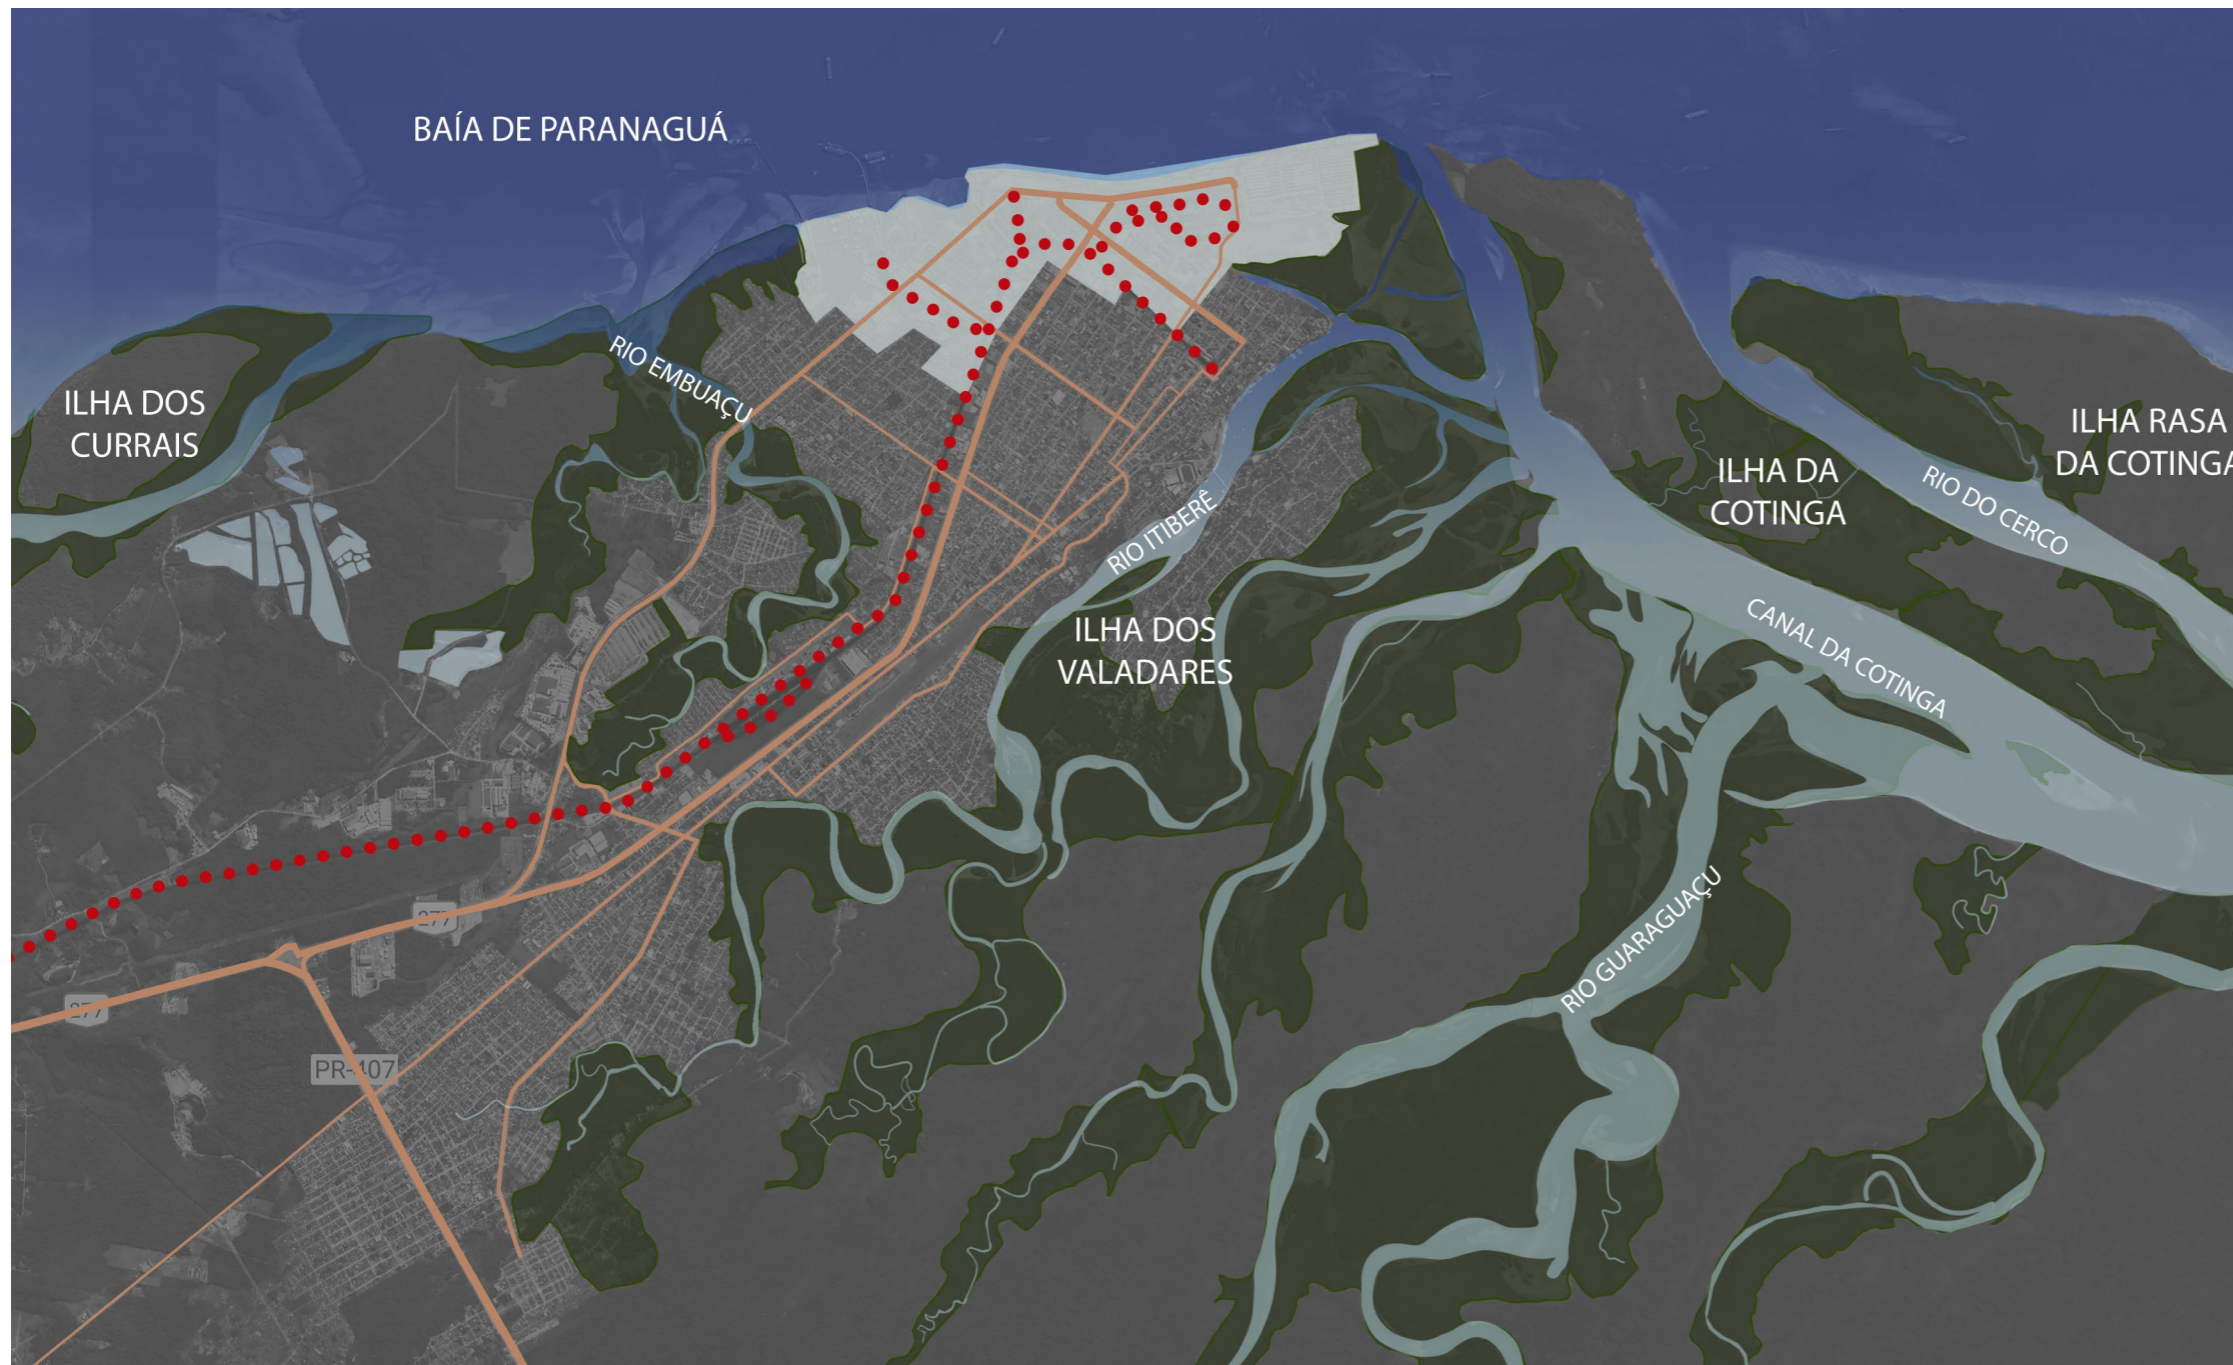 BAÍA DE PARANAGUÁ
RIO EMBUAÇU
ILHA DOS
CURRAIS
ILHA RASA
DA COTINGA
ILHA DA
COTINGA
RIO DO CERCO
RIO ITIBERÊ
ILHA DOS
VALADARES
CANAL DA COTINGA
RIO GUARAGUAÇU
277
277
PR-407